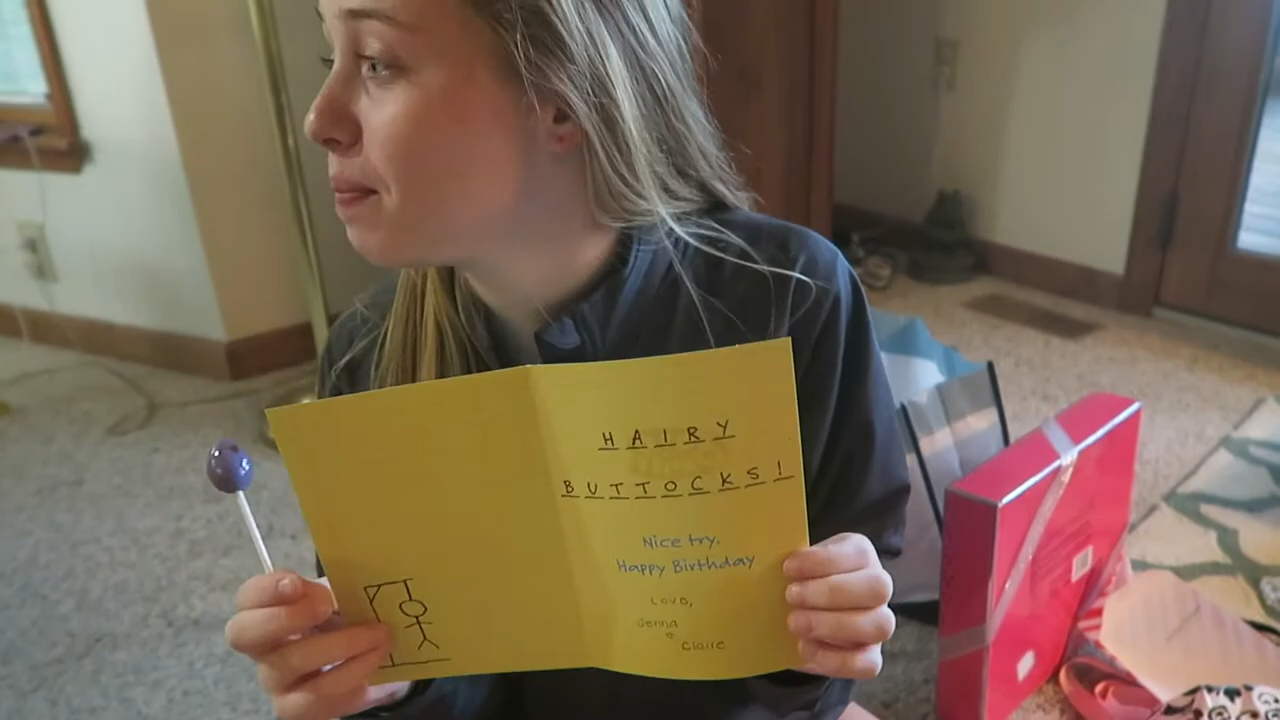 HAIRY
BUTTOCKS!
Nice try.
Happy Birthday
Love,
Jenna
&
Claire